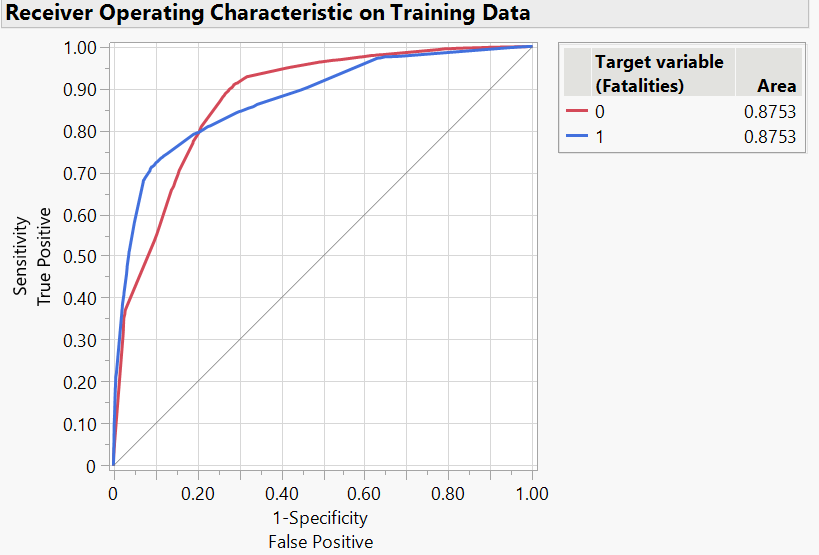 Receiver Operating Characteristic on Training Data
1.00
0.90
0.80
0.70
0.60
0.50
0.40
0.30
0.20
0.10
0
Sensitivity
True Positive
0 0.20 0.40 0.60 0.80 1.00
1-Specificity
False Positive
Target variable
(Fatalities) Area
0 0.8753
1 0.8753